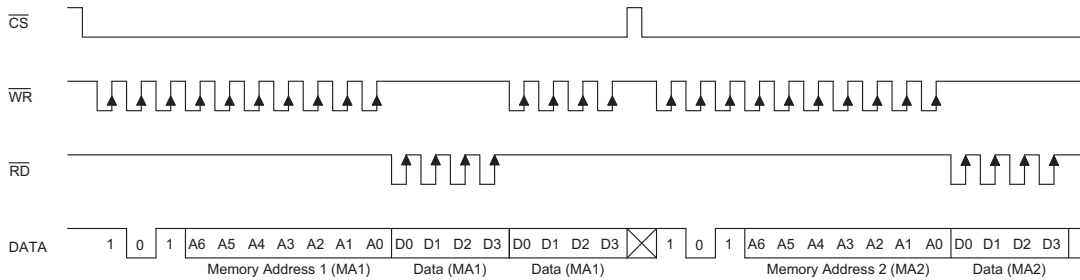 CS
WR
RD
DATA 1 0 1 A6 A5 A4 A3 A2 A1 A0 D0 D1 D2 D3 D0 D1 D2 D3 1 0 1 A6 A5 A4 A3 A2 A1 A0 D0 D1 D2 D3
Memory Address 1 (MA1) Data (MA1) Data (MA1) Memory Address 2 (MA2) Data (MA2)